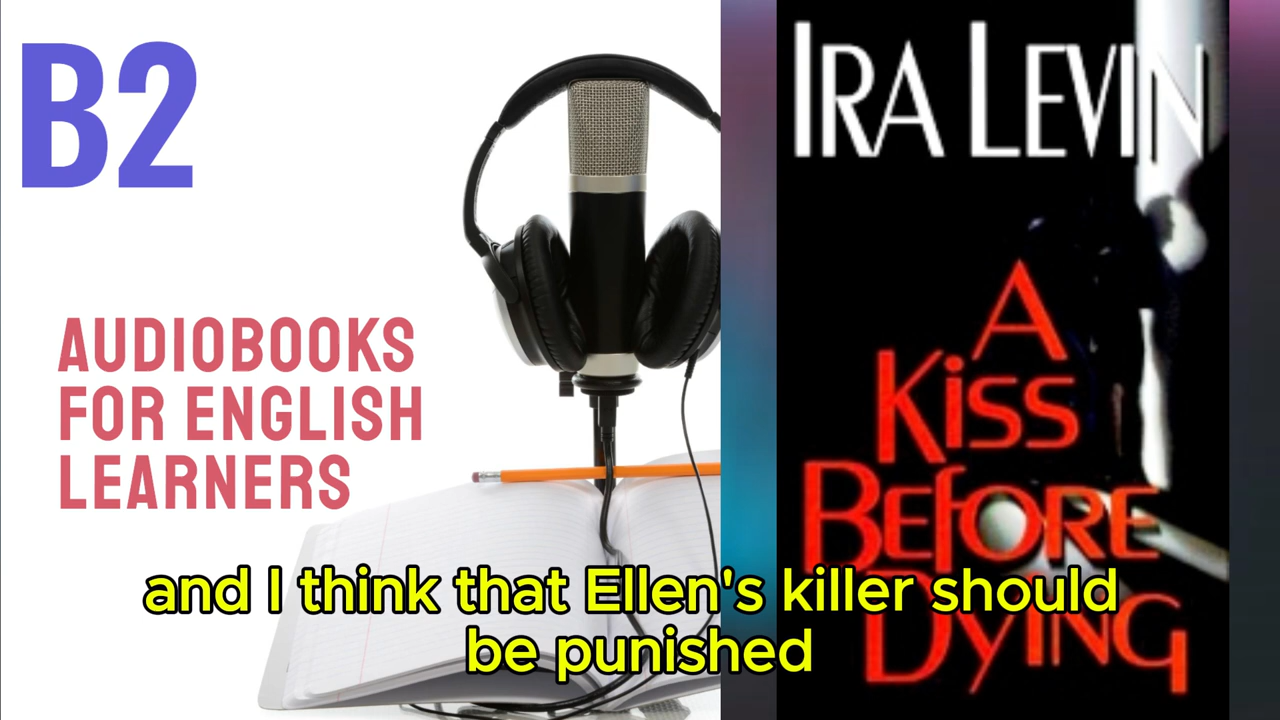 B2
AUDIOBOOKS
FOR ENGLISH
LEARNERS
IRA LEVIN
A
KISS
BEFORE
DYING
and I think that Ellen's killer should
be punished